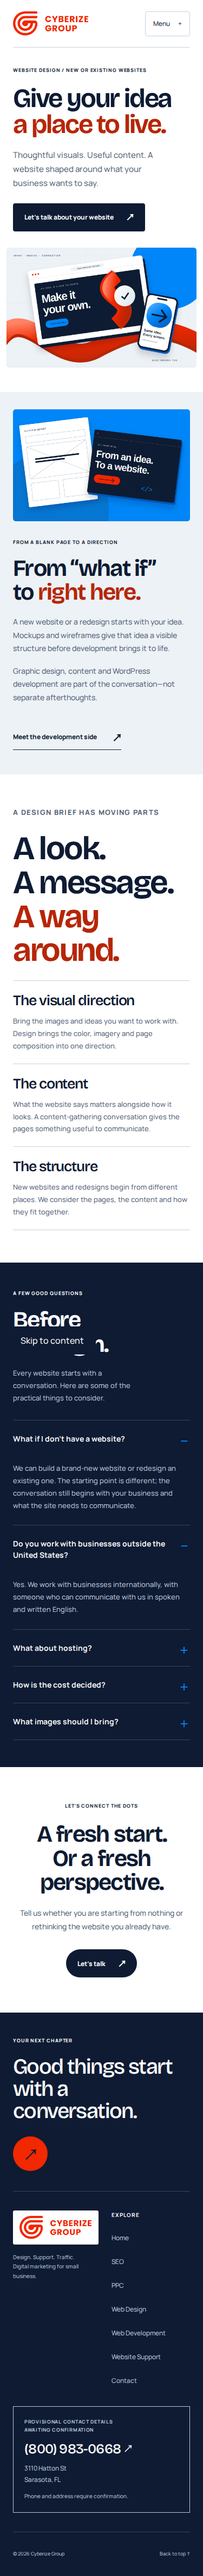 CYBERIZE
GROUP
Menu +
WEBSITE DESIGN / NEW OR EXISTING WEBSITES
Give your idea
a place to live.
Thoughtful visuals. Useful content. A
website shaped around what your
business wants to say.
Let's talk about your website ↗
Make it
your own.
Same idea.
Every screen.
From an idea.
To a website.
</>
FROM A BLANK PAGE TO A DIRECTION
From “what if”
to right here.
A new website or a redesign starts with your idea.
Mockups and wireframes give that idea a visible
structure before development brings it to life.
Graphic design, content and WordPress
development are part of the conversation—not
separate afterthoughts.
Meet the development side ↗
A DESIGN BRIEF HAS MOVING PARTS
A look.
A message.
A way
around.
The visual direction
Bring the images and ideas you want to work with.
Design brings the color, imagery and page
composition into one direction.
The content
What the website says matters alongside how it
looks. A content-gathering conversation gives the
pages something useful to communicate.
The structure
New websites and redesigns begin from different
places. We consider the pages, the content and how
they fit together.
A FEW GOOD QUESTIONS
Before
Skip to content
Every website starts with a
conversation. Here are some of the
practical things to consider.
What if I don't have a website? −
We can build a brand-new website or redesign an
existing one. The starting point is different; the
conversation still begins with your business and
what the site needs to communicate.
Do you work with businesses outside the −
United States?
Yes. We work with businesses internationally, with
someone who can communicate with us in spoken
and written English.
What about hosting? +
How is the cost decided? +
What images should I bring? +
LET'S CONNECT THE DOTS
A fresh start.
Or a fresh
perspective.
Tell us whether you are starting from nothing or
rethinking the website you already have.
Let's talk ↗
YOUR NEXT CHAPTER
Good things start
with a
conversation.
↗
CYBERIZE
GROUP
Design. Support. Traffic.
Digital marketing for small
business.
EXPLORE
Home
SEO
PPC
Web Design
Web Development
Website Support
Contact
PROVISIONAL CONTACT DETAILS
AWAITING CONFIRMATION
(800) 983-0668 ↗
3110 Hatton St
Sarasota, FL
Phone and address require confirmation.
© 2026 Cyberize Group
Back to top ↑